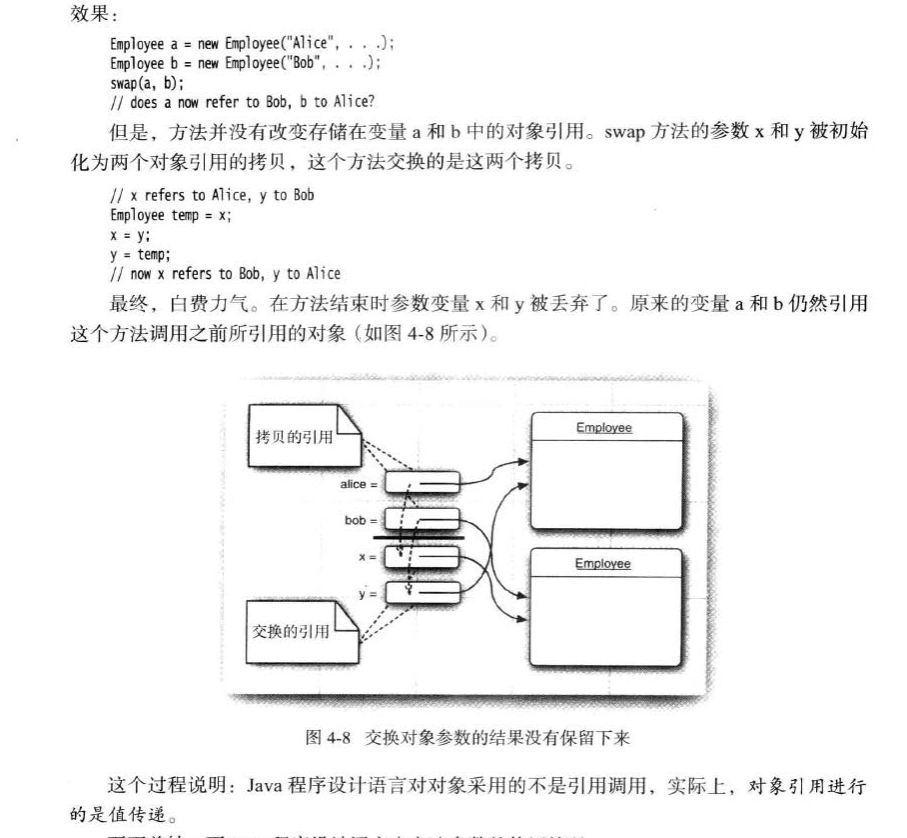 效果：
Employee a = new Employee("Alice", . . .);
Employee b = new Employee("Bob", . . .);
swap(a, b);
// does a now refer to Bob, b to Alice?
但是，方法并没有改变存储在变量 a 和 b 中的对象引用。swap 方法的参数 x 和 y 被初始
化为两个对象引用的拷贝，这个方法交换的是这两个拷贝。
// x refers to Alice, y to Bob
Employee temp = x;
x = y;
y = temp;
// now x refers to Bob, y to Alice
最终，白费力气。在方法结束时参数变量 x 和 y 被丢弃了。原来的变量 a 和 b 仍然引用
这个方法调用之前所引用的对象（如图 4-8 所示）。
拷贝的引用
Employee
alice =
bob =
x =
Employee
y =
交换的引用
图 4-8 交换对象参数的结果没有保留下来
这个过程说明：Java 程序设计语言对对象采用的不是引用调用，实际上，对象引用进行
的是值传递。